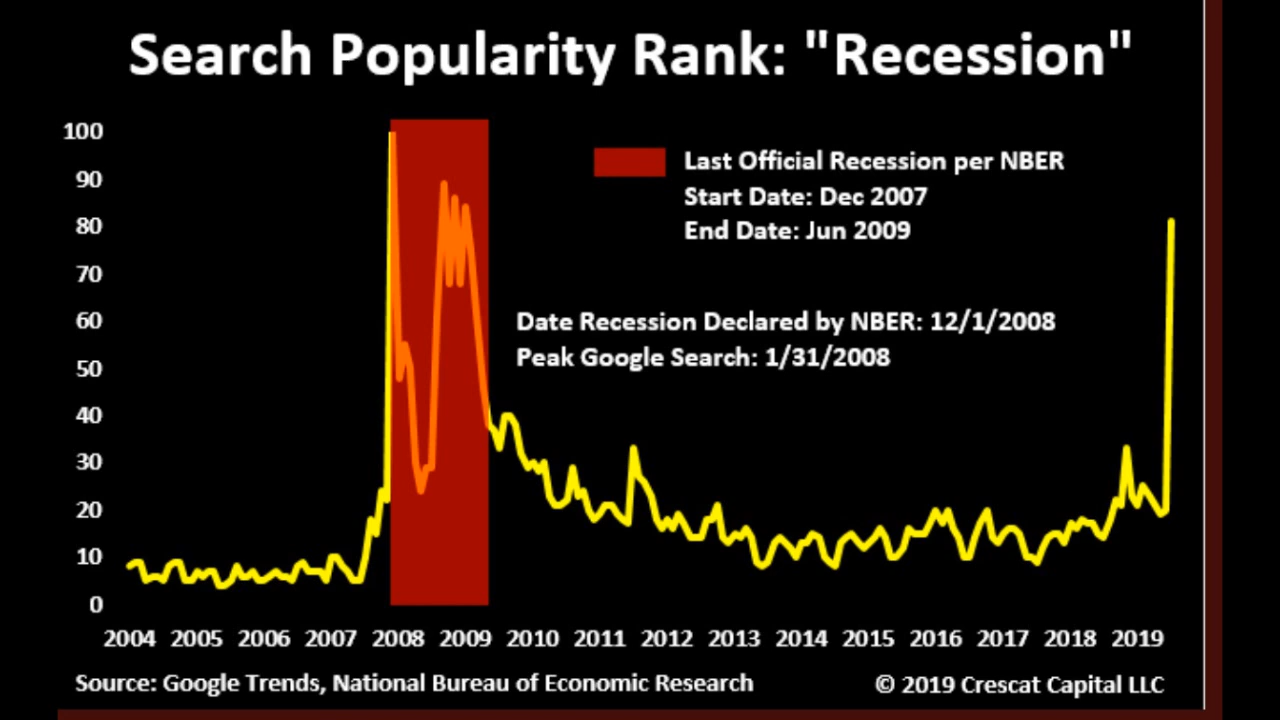 Search Popularity Rank: "Recession"
100
90
80
70
60
50
40
30
20
10
0
Last Official Recession per NBER
Start Date: Dec 2007
End Date: Jun 2009
Date Recession Declared by NBER: 12/1/2008
Peak Google Search: 1/31/2008
2004 2005 2006 2007 2008 2009 2010 2011 2012 2013 2014 2015 2016 2017 2018 2019
Source: Google Trends, National Bureau of Economic Research
© 2019 Crescat Capital LLC